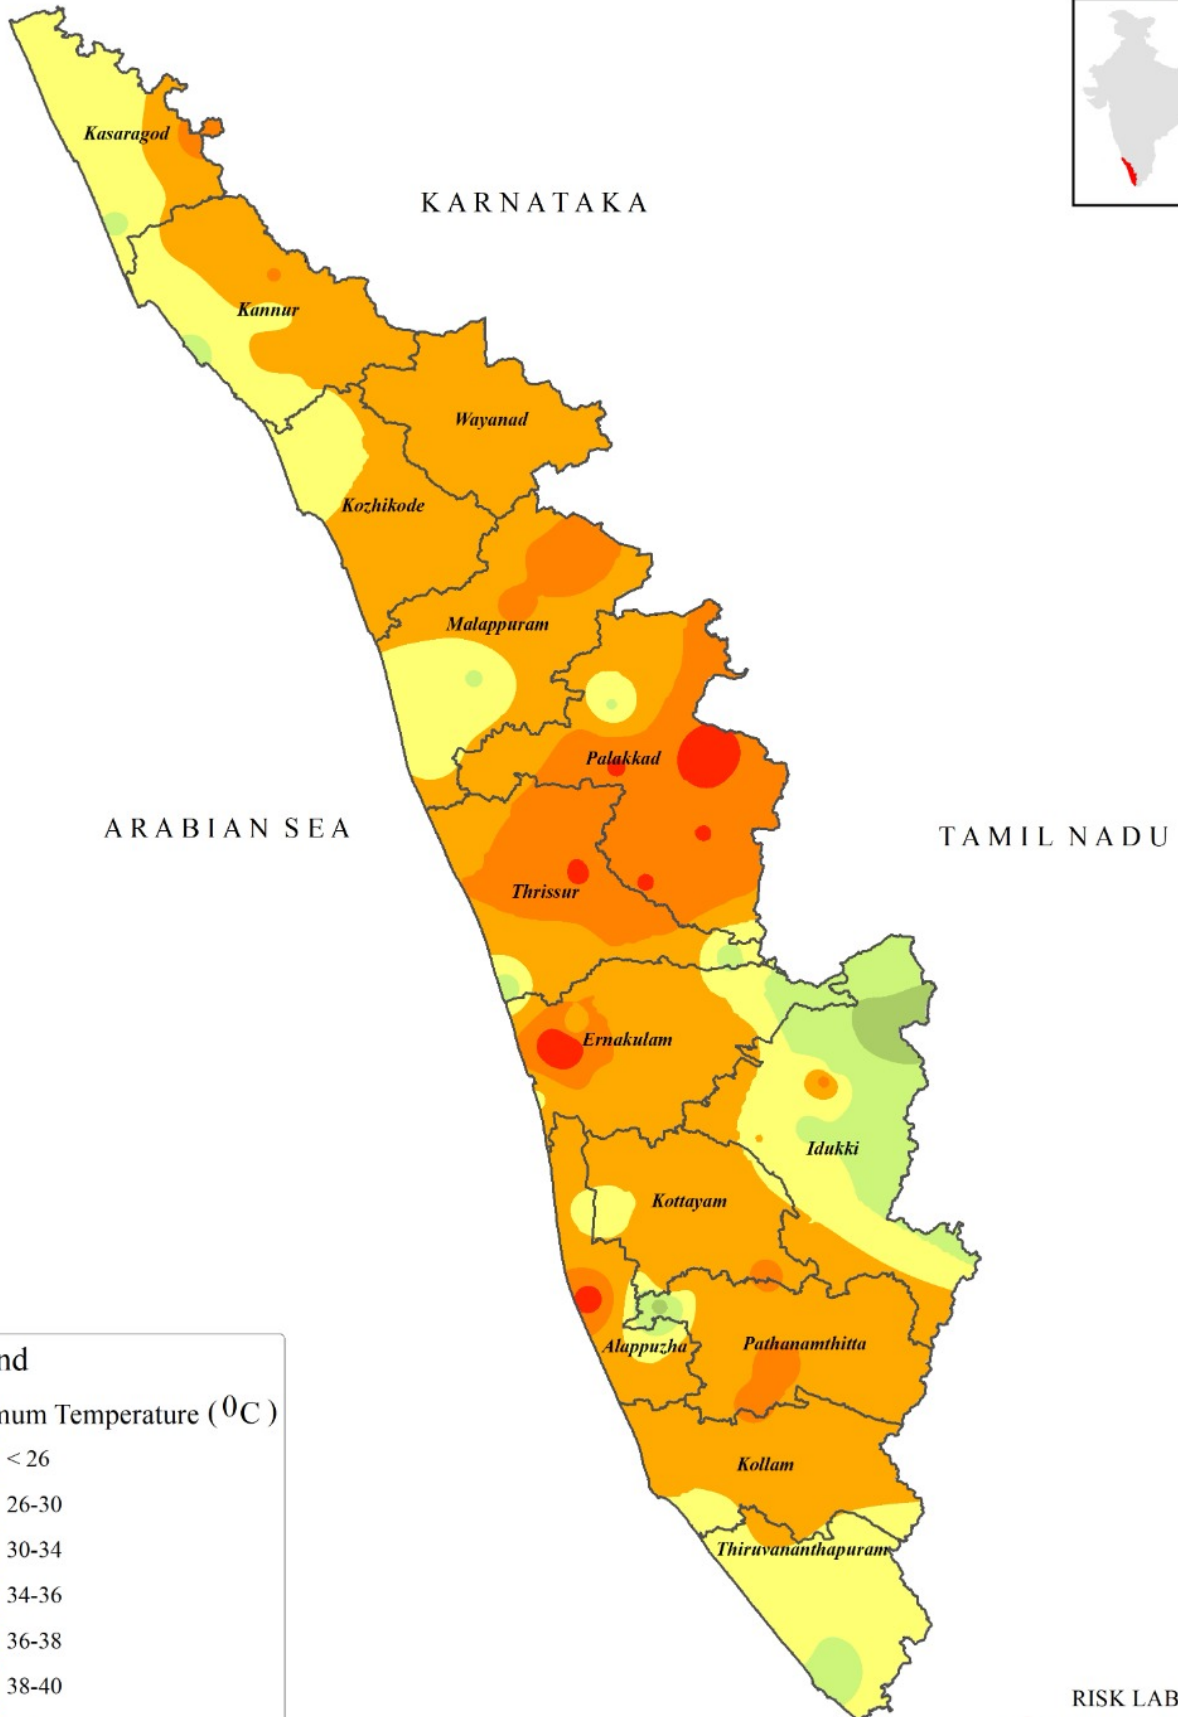 Kasaragod
KARNATAKA
Kannur
Wayanad
Kozhikode
Malappuram
Palakkad
ARABIAN SEA
TAMIL NADU
Thrissur
Ernakulam
Idukki
Kottayam
Alappuzha
Pathanamthitta
Kollam
Thiruvananthapuram
nd
mum Temperature (⁰C)
< 26
26-30
30-34
34-36
36-38
38-40
RISK LAB